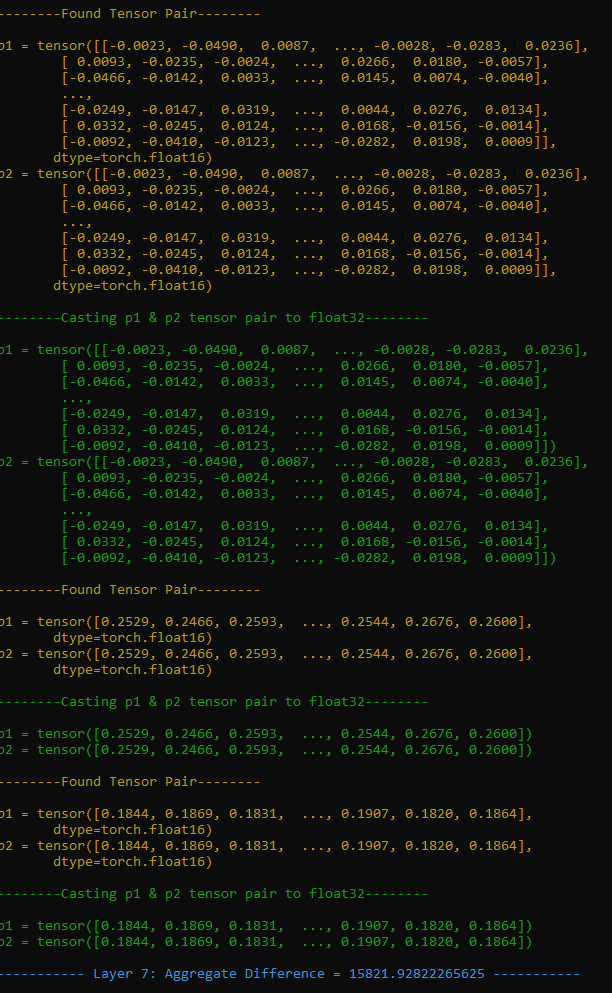 --------Found Tensor Pair--------
p1 = tensor([[-0.0023, -0.0490,  0.0087,  ..., -0.0028, -0.0283,  0.0236],
        [ 0.0093, -0.0235, -0.0024,  ...,  0.0266,  0.0180, -0.0057],
        [-0.0466, -0.0142,  0.0033,  ...,  0.0145,  0.0074, -0.0040],
        ...,
        [-0.0249, -0.0147,  0.0319,  ...,  0.0044,  0.0276,  0.0134],
        [ 0.0332, -0.0245,  0.0124,  ...,  0.0168, -0.0156, -0.0014],
        [-0.0092, -0.0410, -0.0123,  ..., -0.0282,  0.0198,  0.0009]],
       dtype=torch.float16)
p2 = tensor([[-0.0023, -0.0490,  0.0087,  ..., -0.0028, -0.0283,  0.0236],
        [ 0.0093, -0.0235, -0.0024,  ...,  0.0266,  0.0180, -0.0057],
        [-0.0466, -0.0142,  0.0033,  ...,  0.0145,  0.0074, -0.0040],
        ...,
        [-0.0249, -0.0147,  0.0319,  ...,  0.0044,  0.0276,  0.0134],
        [ 0.0332, -0.0245,  0.0124,  ...,  0.0168, -0.0156, -0.0014],
        [-0.0092, -0.0410, -0.0123,  ..., -0.0282,  0.0198,  0.0009]],
       dtype=torch.float16)
--------Casting p1 & p2 tensor pair to float32--------
p1 = tensor([[-0.0023, -0.0490,  0.0087,  ..., -0.0028, -0.0283,  0.0236],
        [ 0.0093, -0.0235, -0.0024,  ...,  0.0266,  0.0180, -0.0057],
        [-0.0466, -0.0142,  0.0033,  ...,  0.0145,  0.0074, -0.0040],
        ...,
        [-0.0249, -0.0147,  0.0319,  ...,  0.0044,  0.0276,  0.0134],
        [ 0.0332, -0.0245,  0.0124,  ...,  0.0168, -0.0156, -0.0014],
        [-0.0092, -0.0410, -0.0123,  ..., -0.0282,  0.0198,  0.0009]])
p2 = tensor([[-0.0023, -0.0490,  0.0087,  ..., -0.0028, -0.0283,  0.0236],
        [ 0.0093, -0.0235, -0.0024,  ...,  0.0266,  0.0180, -0.0057],
        [-0.0466, -0.0142,  0.0033,  ...,  0.0145,  0.0074, -0.0040],
        ...,
        [-0.0249, -0.0147,  0.0319,  ...,  0.0044,  0.0276,  0.0134],
        [ 0.0332, -0.0245,  0.0124,  ...,  0.0168, -0.0156, -0.0014],
        [-0.0092, -0.0410, -0.0123,  ..., -0.0282,  0.0198,  0.0009]])
--------Found Tensor Pair--------
p1 = tensor([0.2529, 0.2466, 0.2593,  ..., 0.2544, 0.2676, 0.2600],
       dtype=torch.float16)
p2 = tensor([0.2529, 0.2466, 0.2593,  ..., 0.2544, 0.2676, 0.2600],
       dtype=torch.float16)
--------Casting p1 & p2 tensor pair to float32--------
p1 = tensor([0.2529, 0.2466, 0.2593,  ..., 0.2544, 0.2676, 0.2600])
p2 = tensor([0.2529, 0.2466, 0.2593,  ..., 0.2544, 0.2676, 0.2600])
--------Found Tensor Pair--------
p1 = tensor([0.1844, 0.1869, 0.1831,  ..., 0.1907, 0.1820, 0.1864],
       dtype=torch.float16)
p2 = tensor([0.1844, 0.1869, 0.1831,  ..., 0.1907, 0.1820, 0.1864],
       dtype=torch.float16)
--------Casting p1 & p2 tensor pair to float32--------
p1 = tensor([0.1844, 0.1869, 0.1831,  ..., 0.1907, 0.1820, 0.1864])
p2 = tensor([0.1844, 0.1869, 0.1831,  ..., 0.1907, 0.1820, 0.1864])
----------- Layer 7: Aggregate Difference = 15821.92822265625 -----------